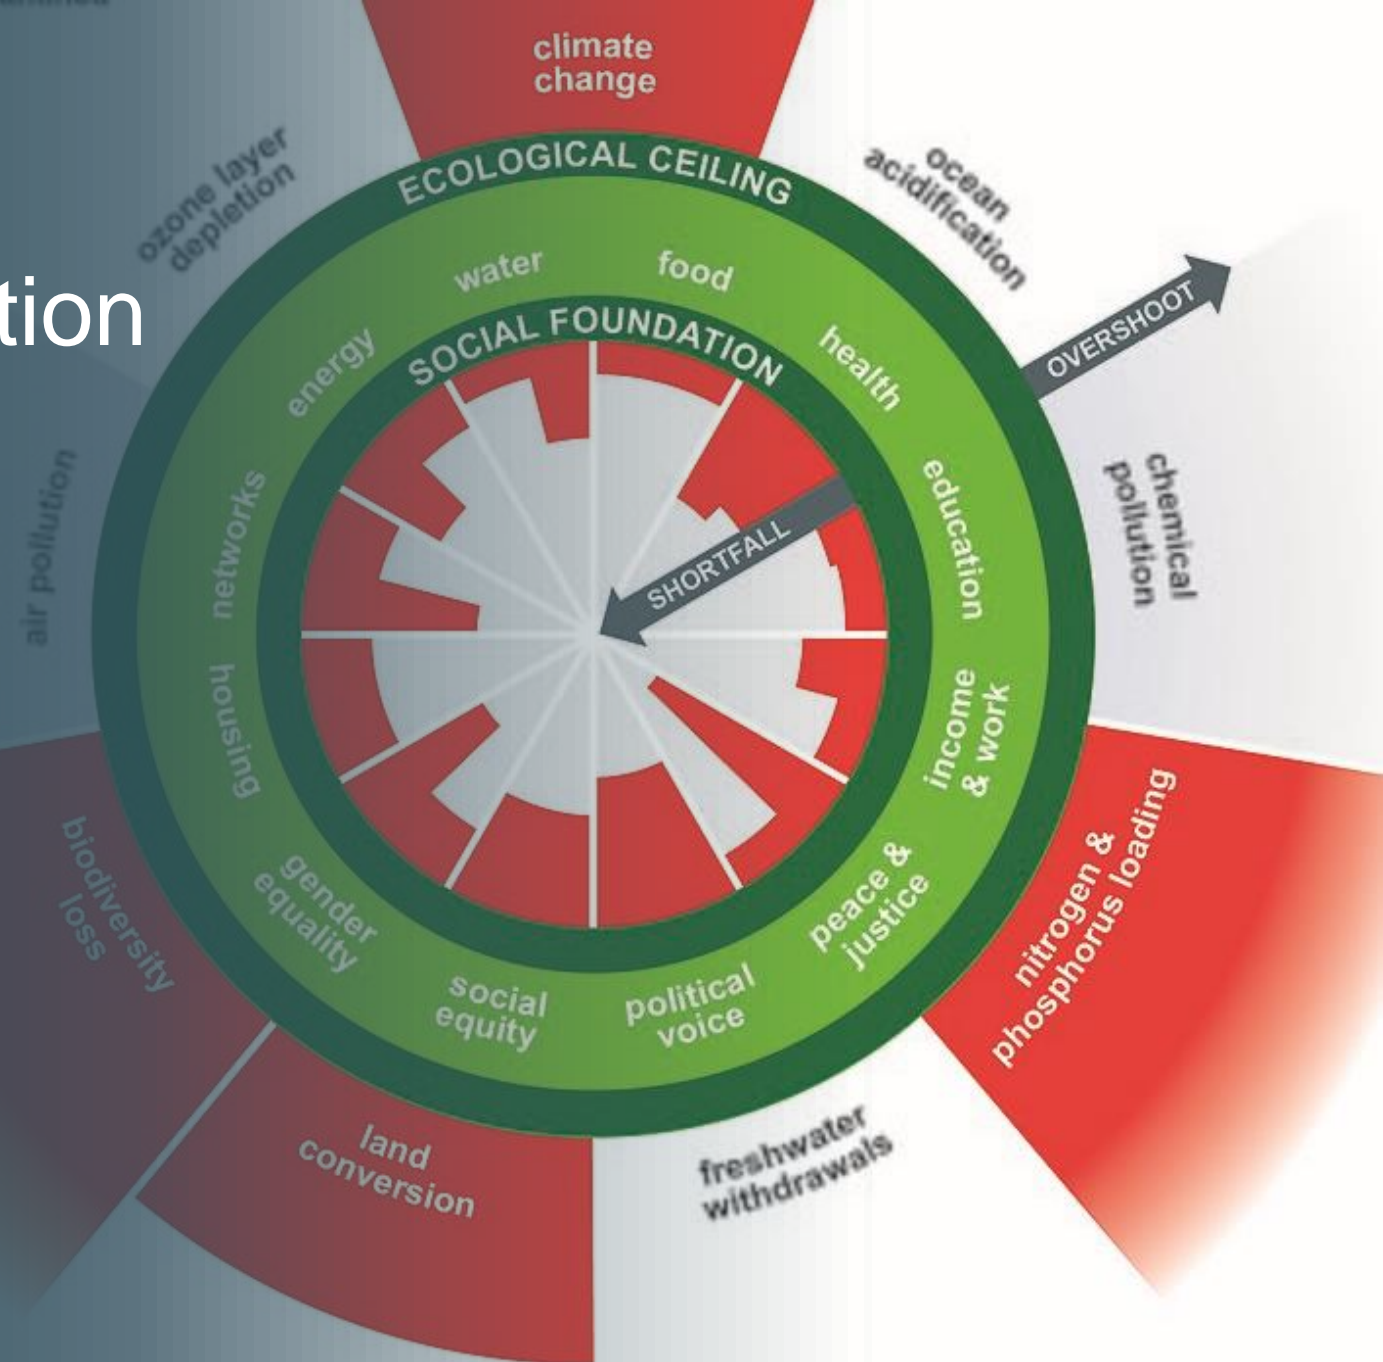 climate
change
ECOLOGICAL CEILING
ozone layer
depletion
ocean
acidification
water
food
tion
SOCIAL FOUNDATION
OVERSHOOT
energy
health
air pollution
networks
SHORTFALL
education
chemical
pollution
housing
income
& work
biodiversity
loss
nitrogen &
phosphorus loading
gender
equality
peace &
justice
social
equity
political
voice
land
conversion
freshwater
withdrawals